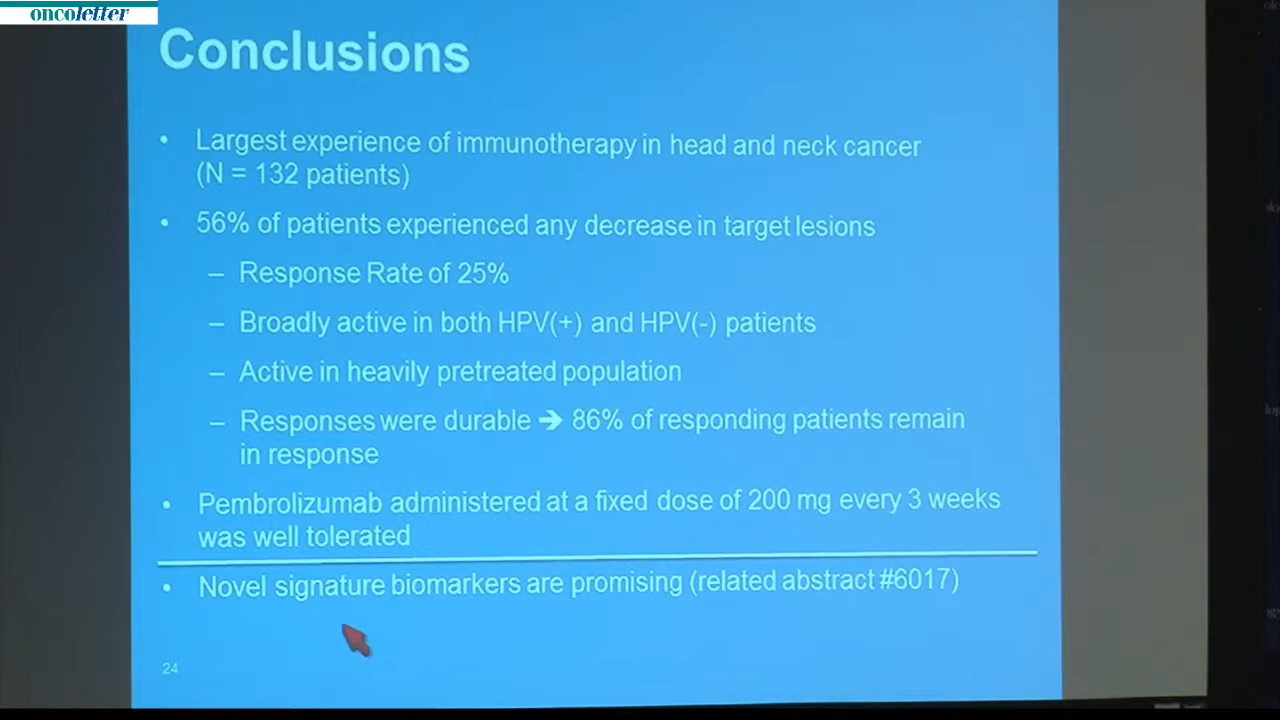 oncoletter
Conclusions
• Largest experience of immunotherapy in head and neck cancer
(N = 132 patients)
• 56% of patients experienced any decrease in target lesions
– Response Rate of 25%
– Broadly active in both HPV(+) and HPV(-) patients
– Active in heavily pretreated population
– Responses were durable ➔ 86% of responding patients remain
in response
• Pembrolizumab administered at a fixed dose of 200 mg every 3 weeks
was well tolerated
• Novel signature biomarkers are promising (related abstract #6017)
24